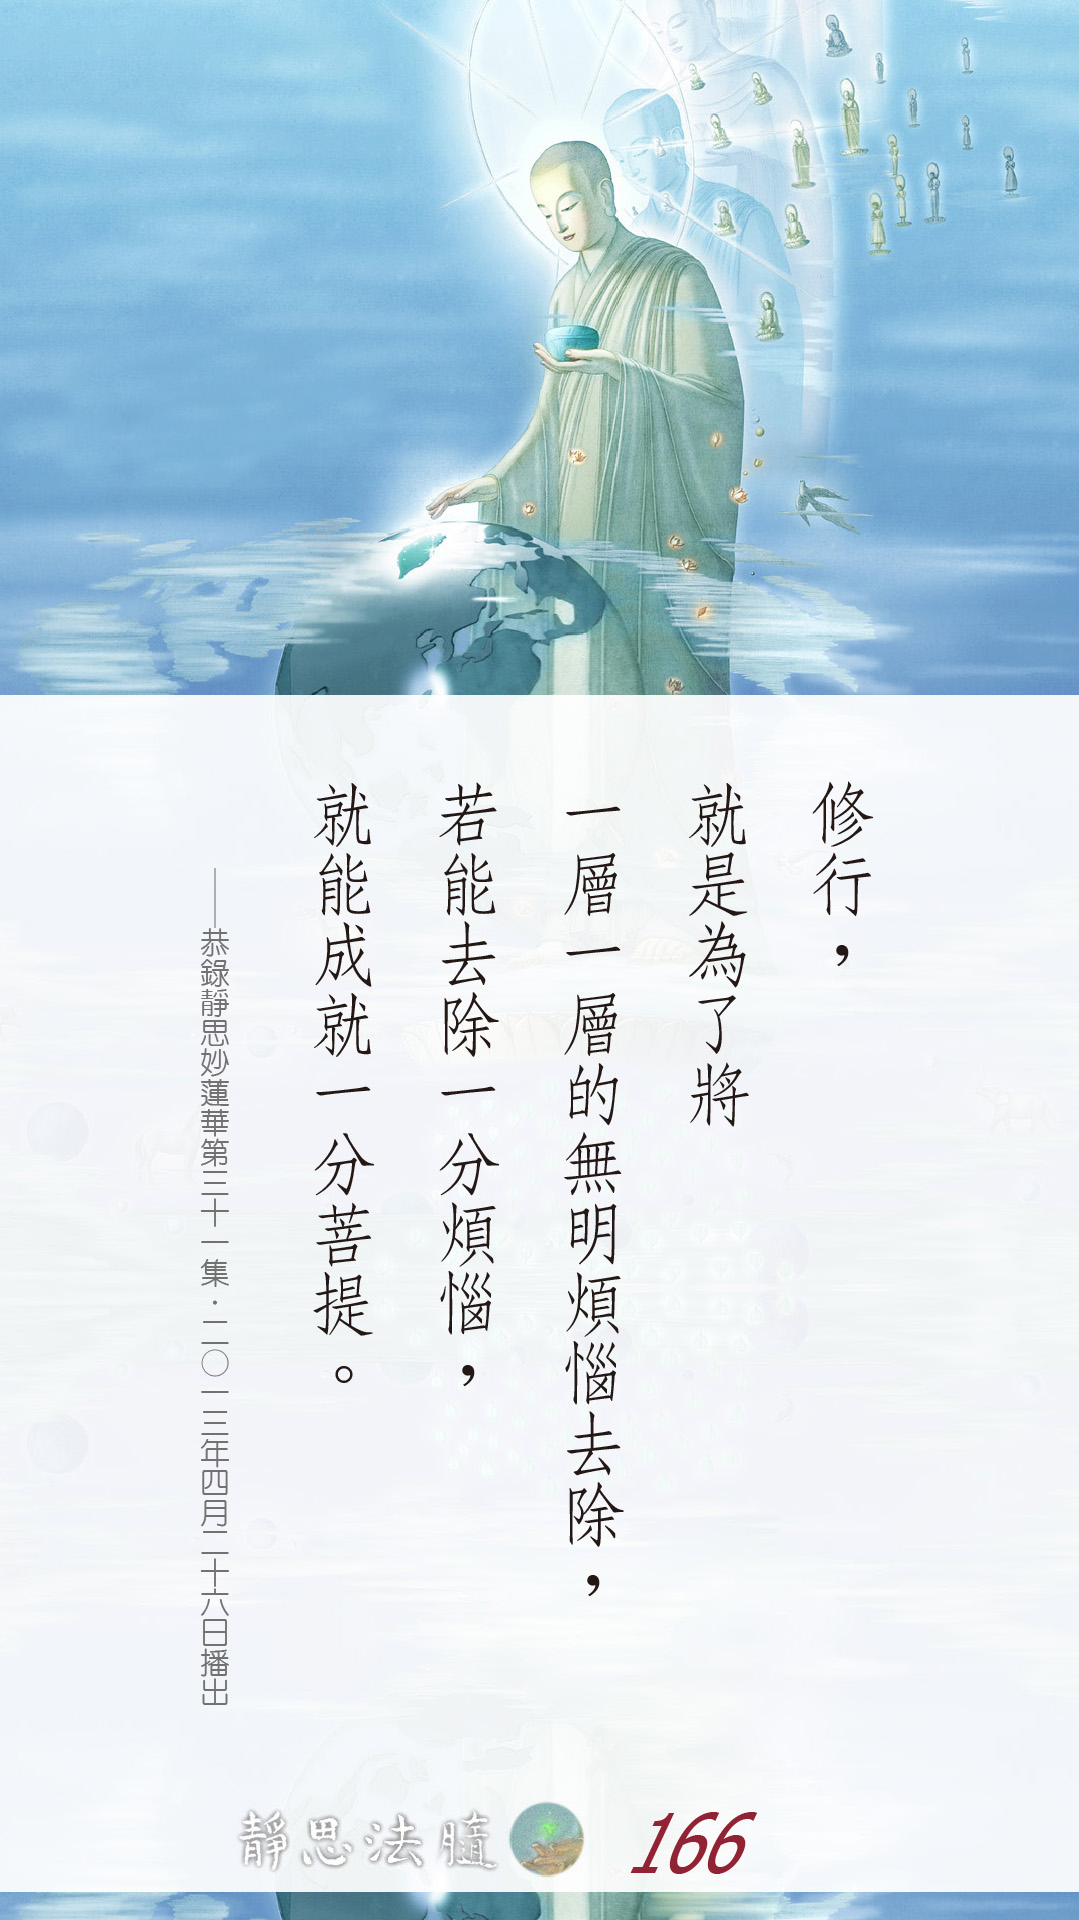 修行，
就是為了將
一層一層的無明煩惱去除，
若能去除一分煩惱，
就能成就一分菩提。
——恭錄靜思妙蓮華第三十一集．二〇一三年四月二十六日播出
靜思法髓
166